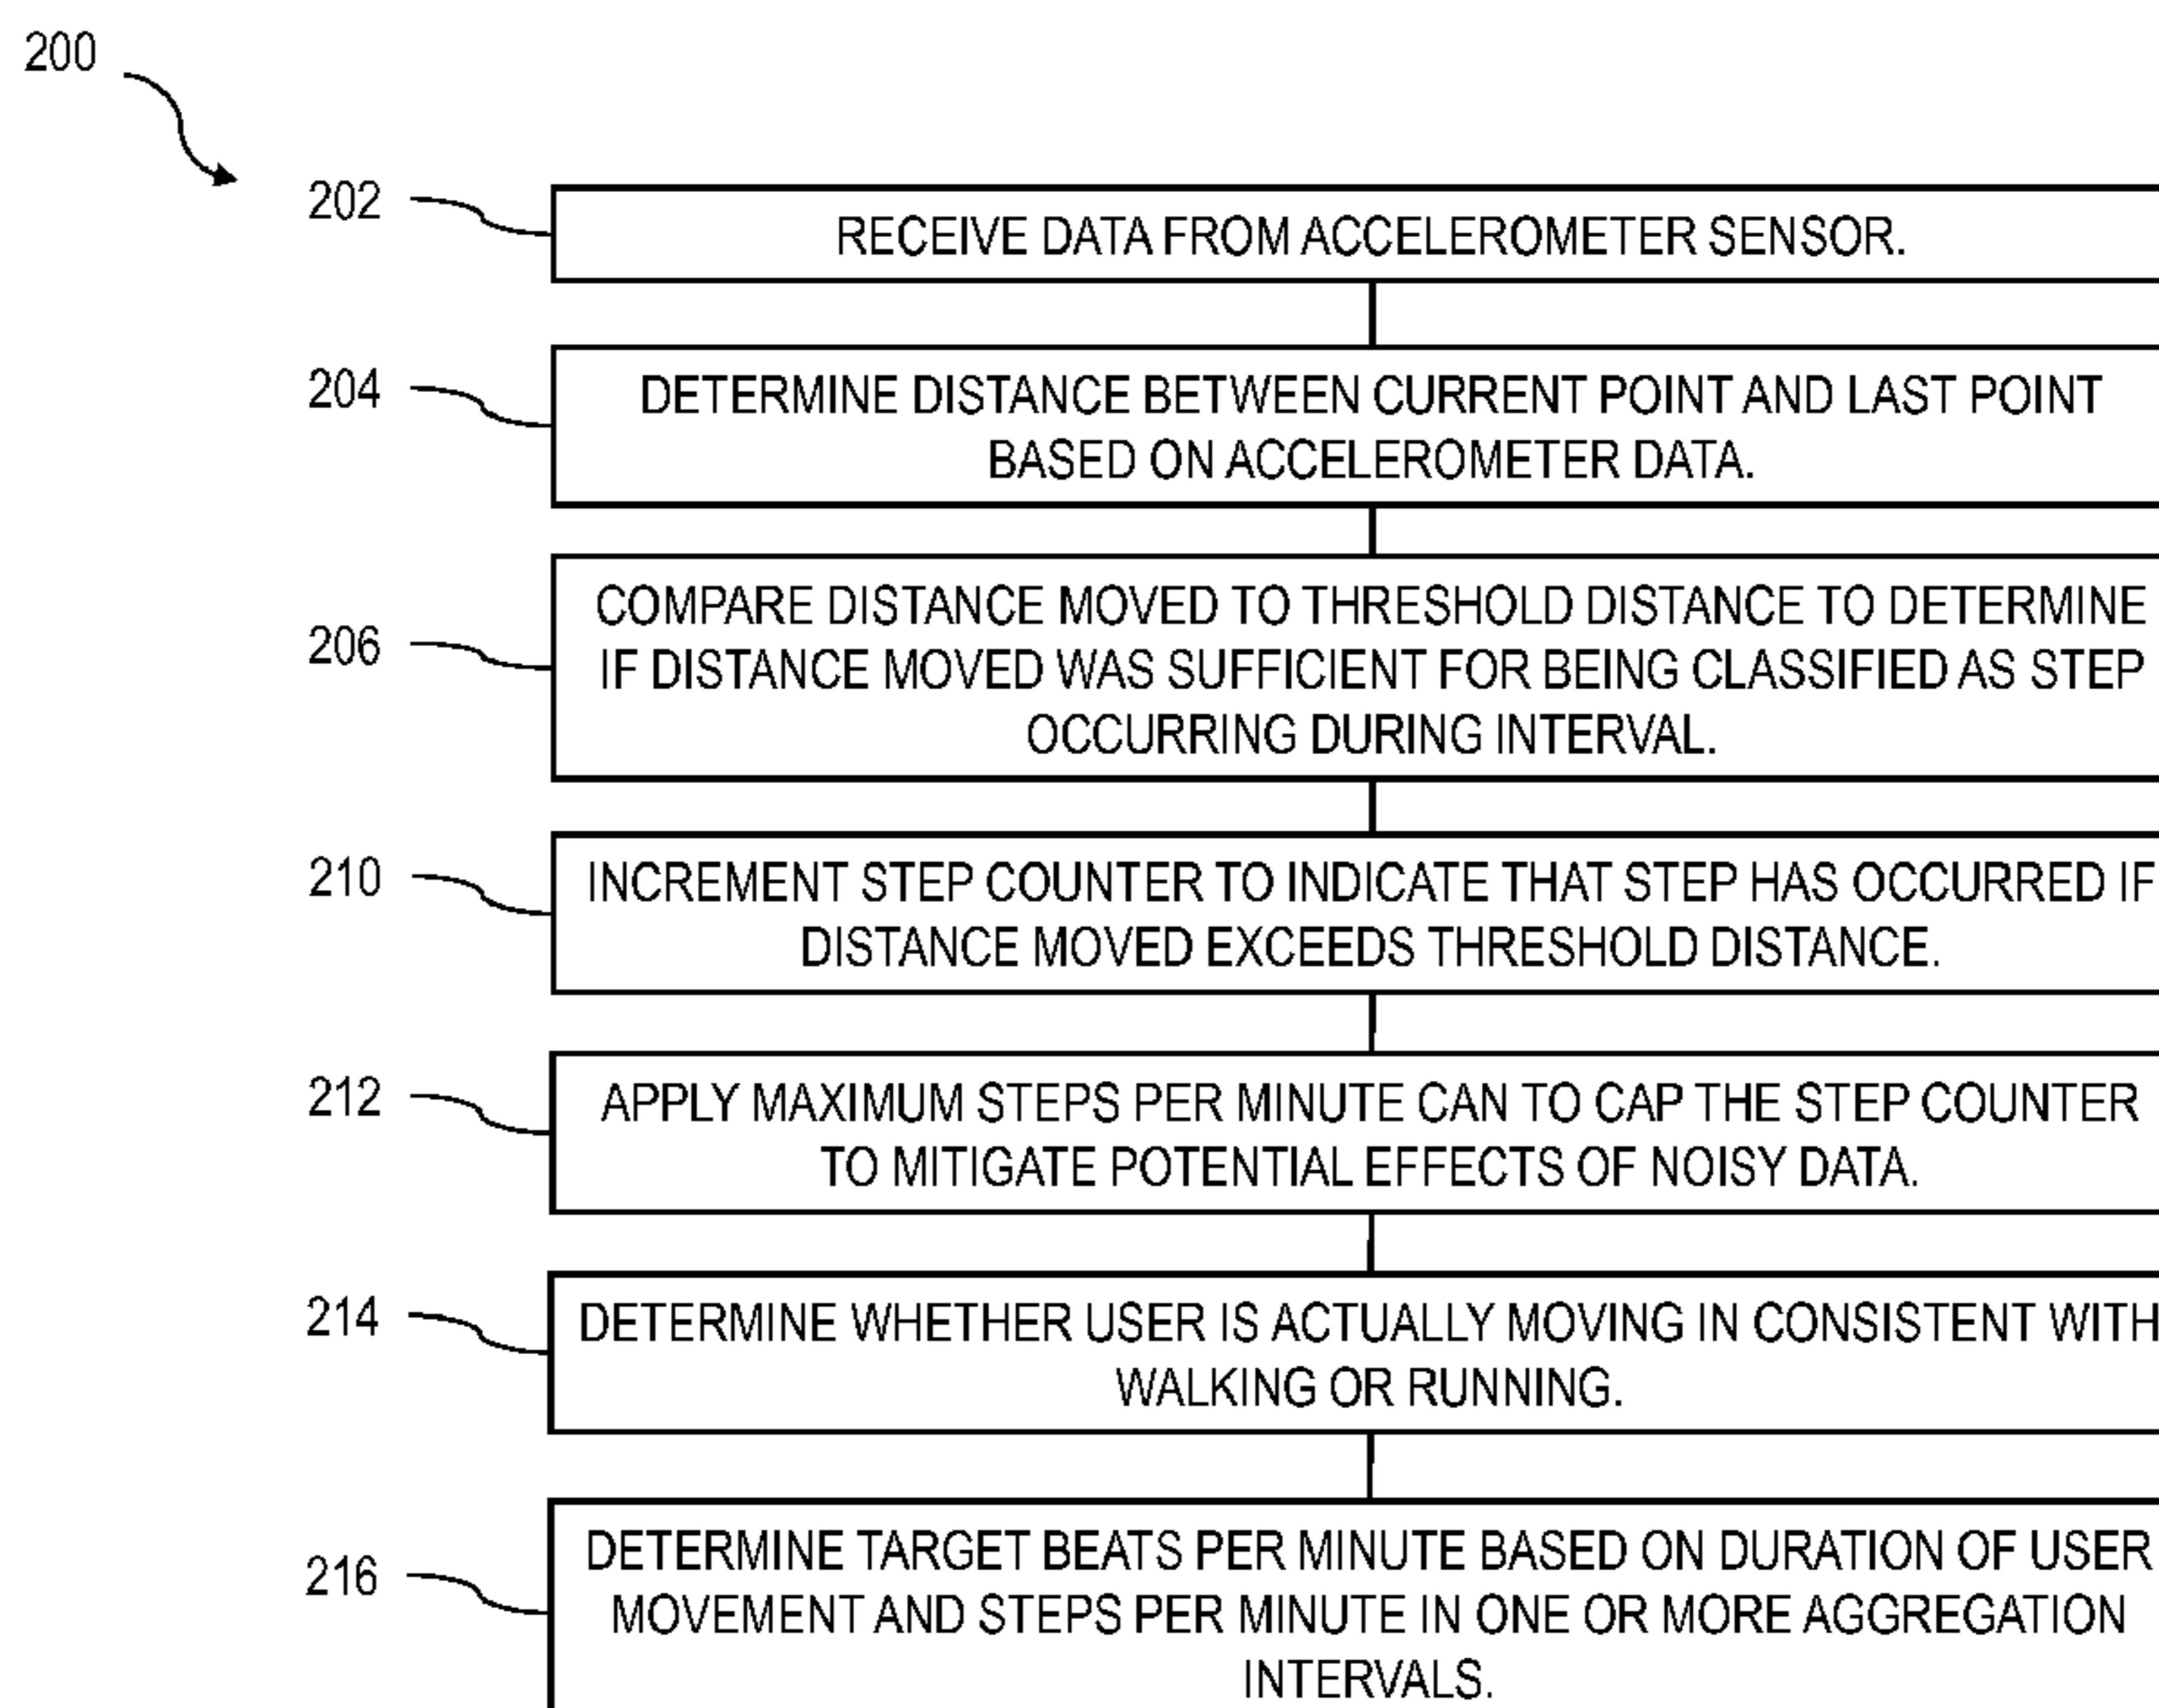 200
202
RECEIVE DATA FROM ACCELEROMETER SENSOR.
204
DETERMINE DISTANCE BETWEEN CURRENT POINT AND LAST POINT
BASED ON ACCELEROMETER DATA.
206
COMPARE DISTANCE MOVED TO THRESHOLD DISTANCE TO DETERMINE
IF DISTANCE MOVED WAS SUFFICIENT FOR BEING CLASSIFIED AS STEP
OCCURRING DURING INTERVAL.
210
INCREMENT STEP COUNTER TO INDICATE THAT STEP HAS OCCURRED IF
DISTANCE MOVED EXCEEDS THRESHOLD DISTANCE.
212
APPLY MAXIMUM STEPS PER MINUTE CAN TO CAP THE STEP COUNTER
TO MITIGATE POTENTIAL EFFECTS OF NOISY DATA.
214
DETERMINE WHETHER USER IS ACTUALLY MOVING IN CONSISTENT WITH
WALKING OR RUNNING.
216
DETERMINE TARGET BEATS PER MINUTE BASED ON DURATION OF USER
MOVEMENT AND STEPS PER MINUTE IN ONE OR MORE AGGREGATION
INTERVALS.